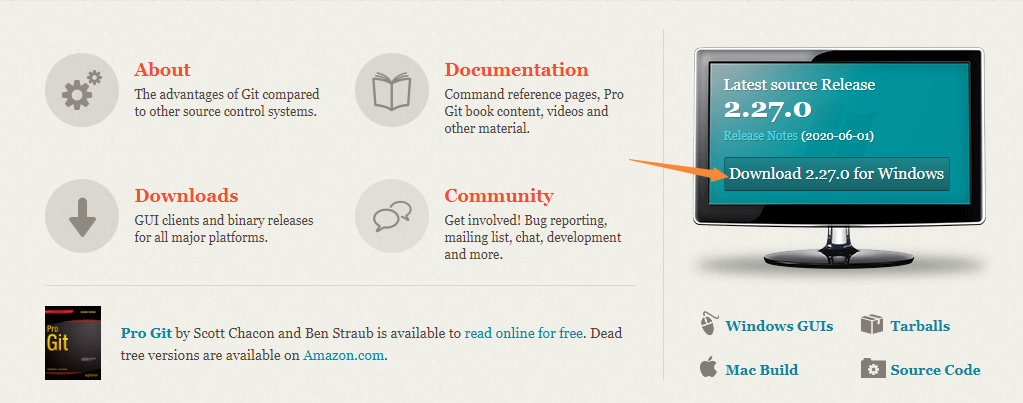 About
The advantages of Git compared
to other source control systems.
Documentation
Command reference pages, Pro
Git book content, videos and
other material.
Downloads
GUI clients and binary releases
for all major platforms.
Community
Get involved! Bug reporting,
mailing list, chat, development
and more.
Pro
Git
Pro Git by Scott Chacon and Ben Straub is available to read online for free. Dead
tree versions are available on Amazon.com.
Latest source Release
2.27.0
Release Notes (2020-06-01)
Download 2.27.0 for Windows
Windows GUIs
Tarballs
Mac Build
Source Code